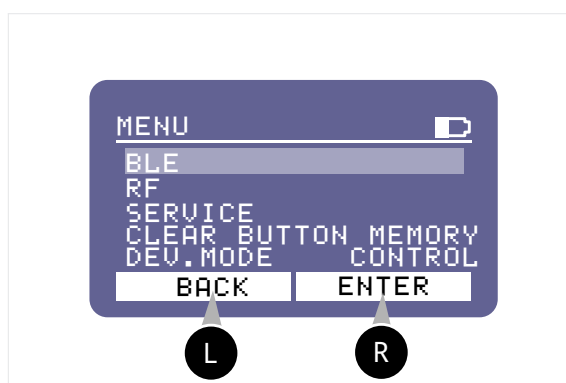 MENU
BLE
RF
SERVICE
CLEAR BUTTON MEMORY
DEV.MODE CONTROL
BACK ENTER
L R